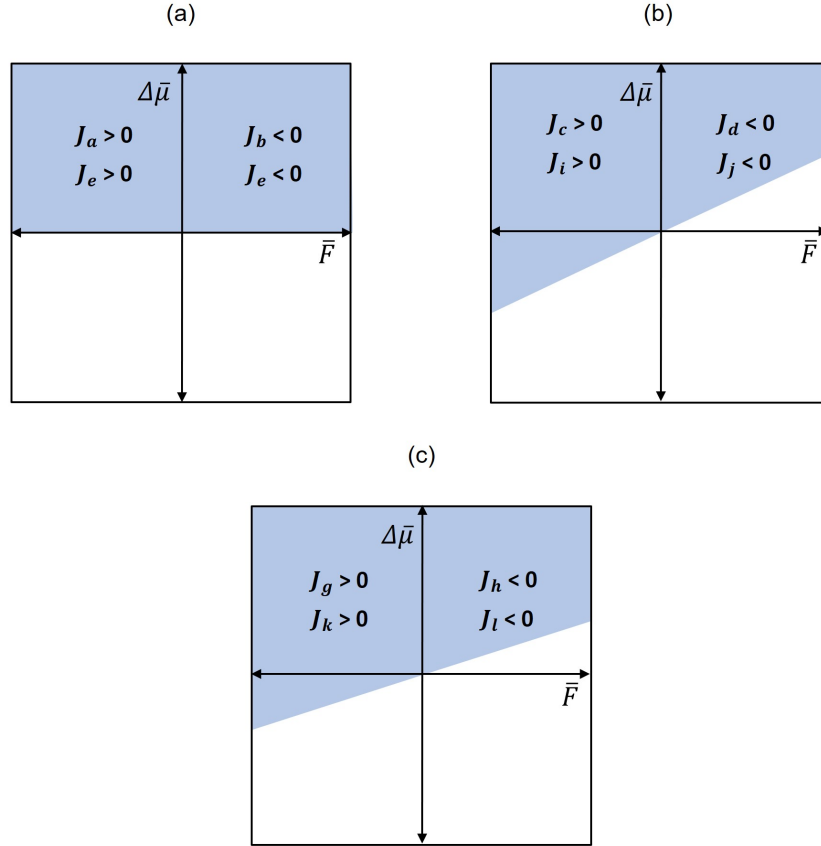 (a)
Δμ̄
J_a > 0
J_b < 0
J_e > 0
J_e < 0
F̄
(b)
Δμ̄
J_c > 0
J_d < 0
J_i > 0
J_j < 0
F̄
(c)
Δμ̄
J_g > 0
J_h < 0
J_k > 0
J_l < 0
F̄